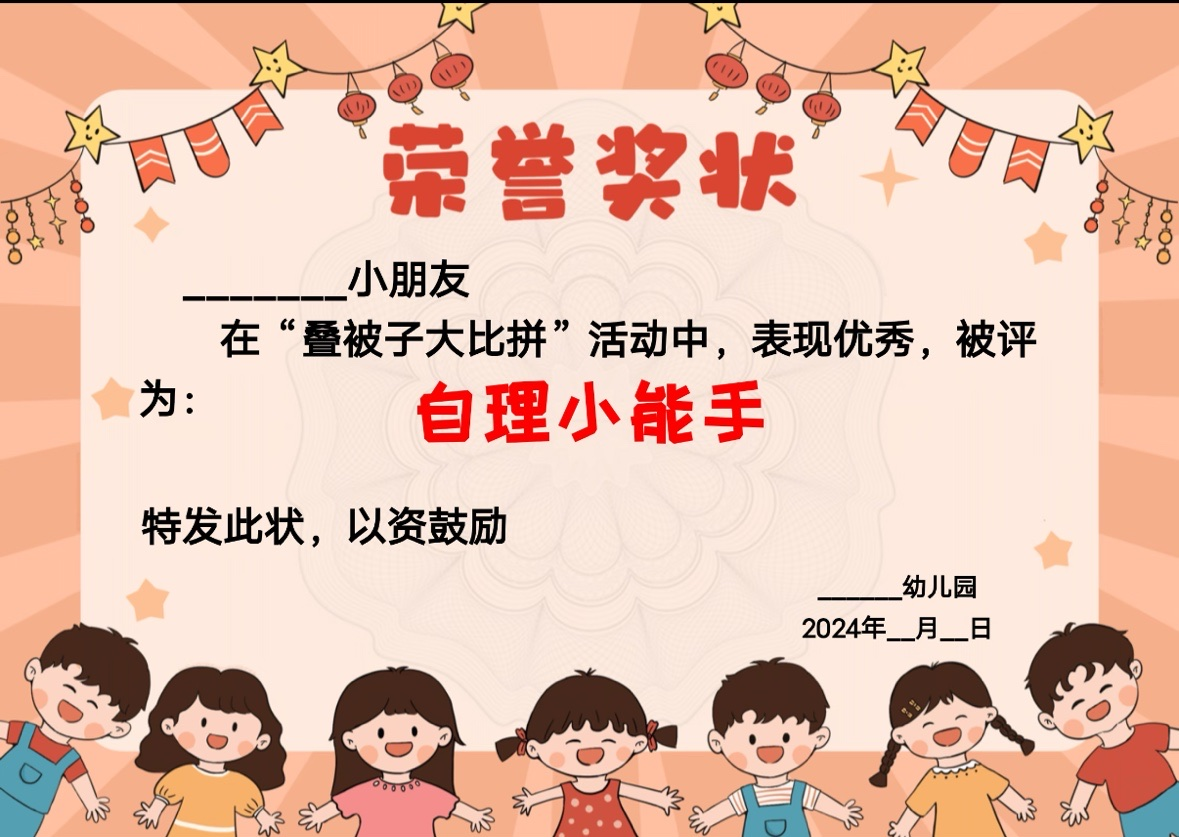 荣誉奖状
_______小朋友
在“叠被子大比拼”活动中，表现优秀，被评
为：
自理小能手
特发此状，以资鼓励
______幼儿园
2024年__月__日